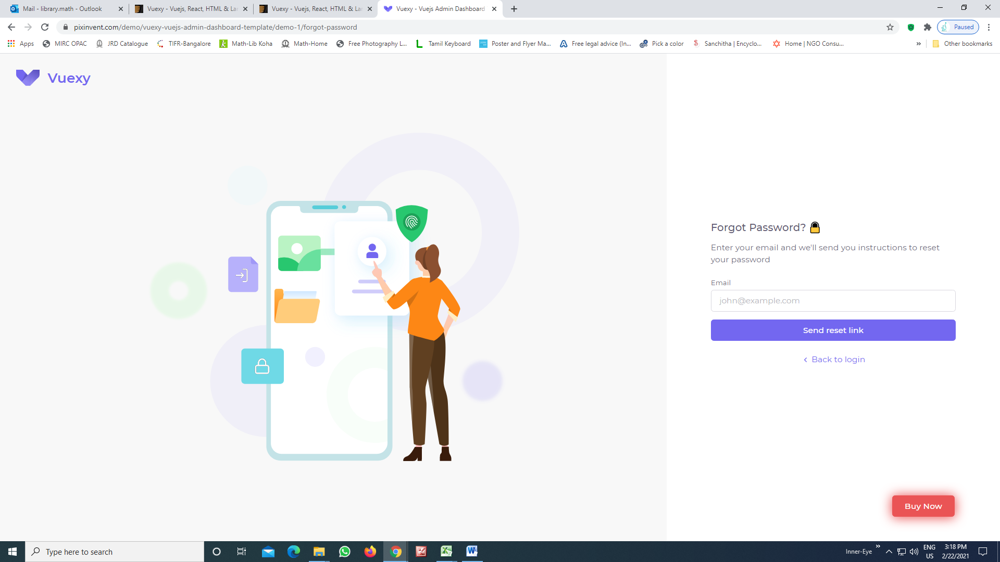 Mail - library.math - Outlook
Vuexy - Vuejs, React, HTML & Lar
Vuexy - Vuejs, React, HTML & Lar
Vuexy - Vuejs Admin Dashboard
pixinvent.com/demo/vuexy-vuejs-admin-dashboard-template/demo-1/forgot-password
Paused
Apps
MIRC OPAC
JRD Catalogue
TIFR-Bangalore
Math-Lib Koha
Math-Home
Free Photography L...
Tamil Keyboard
Poster and Flyer Ma...
Free legal advice (In...
Pick a color
Sanchitha | Encyclo...
Home | NGO Consu...
»
Other bookmarks
Vuexy
Forgot Password?
Enter your email and we'll send you instructions to reset
your password
Email
john@example.com
Send reset link
Back to login
Buy Now
Type here to search
Inner-Eye
»
ENG
US
3:18 PM
2/22/2021